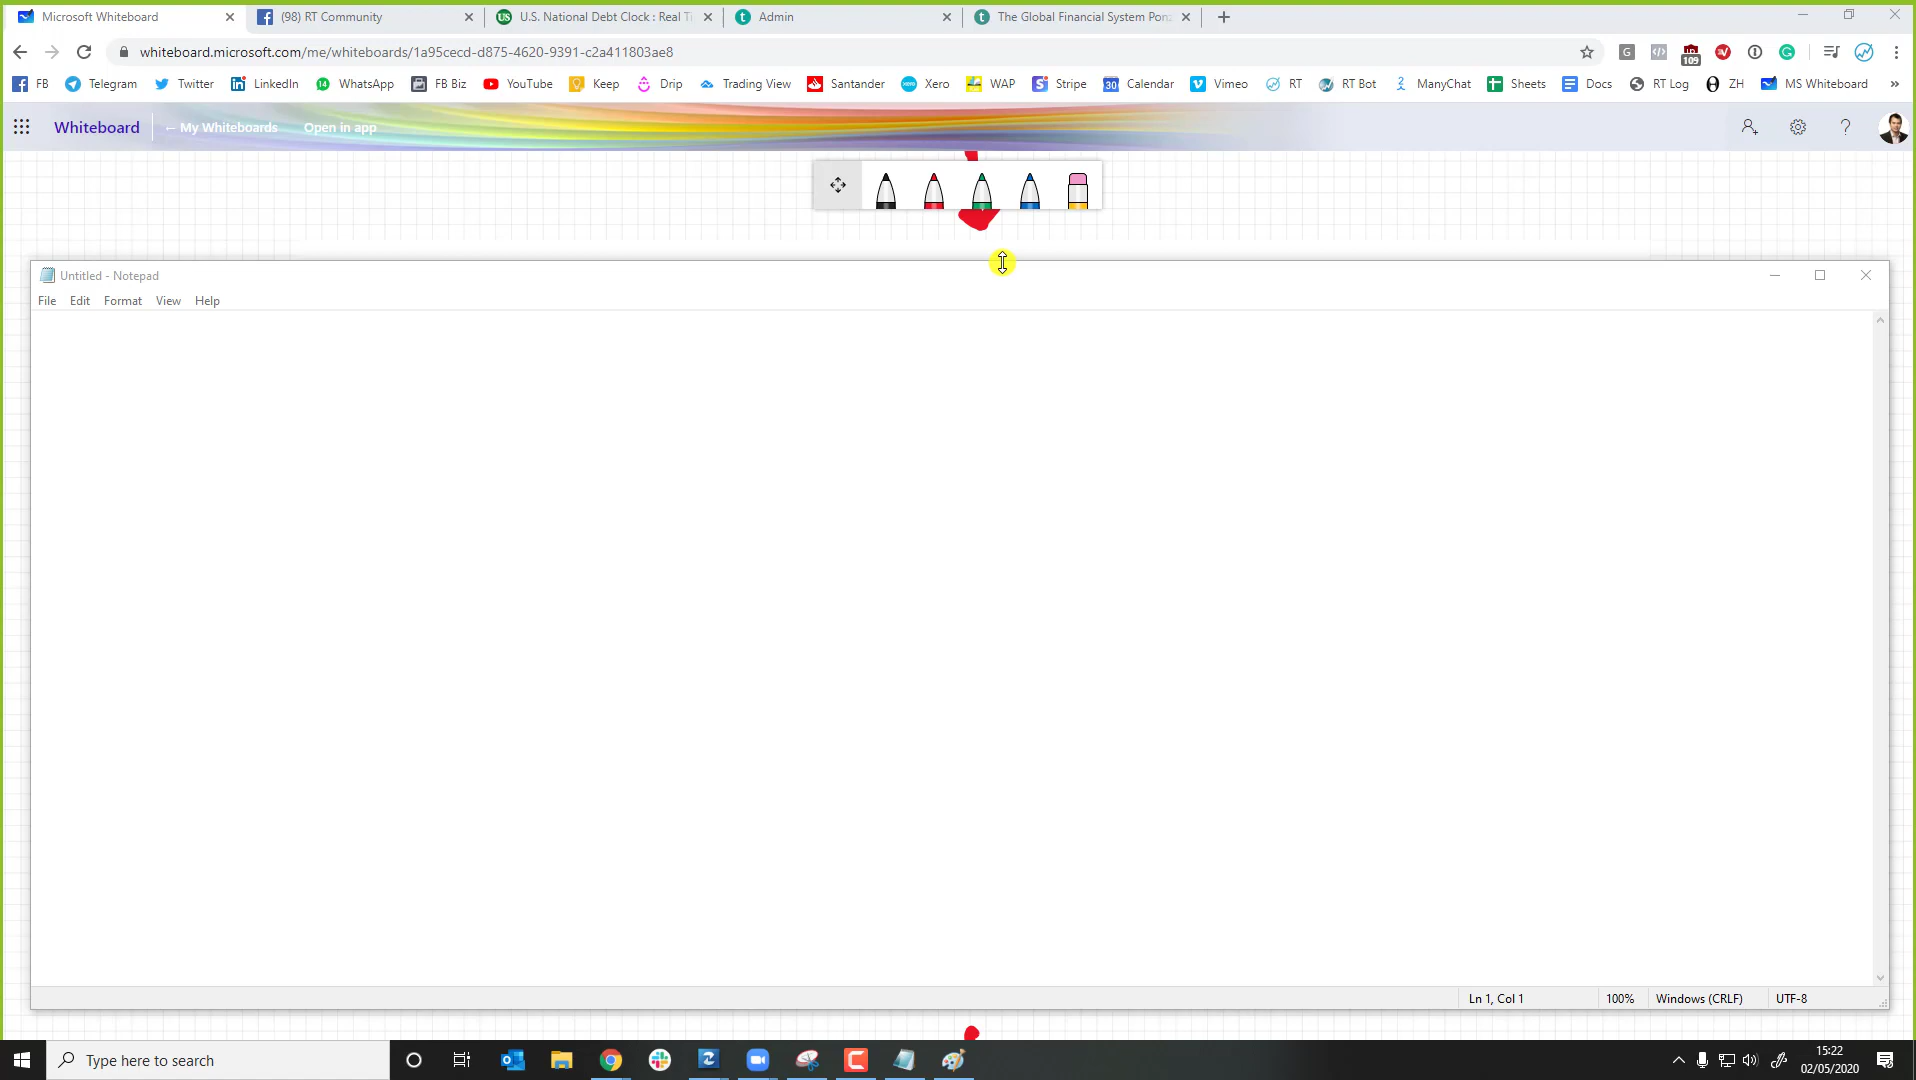 Microsoft Whiteboard
(98) RT Community
U.S. National Debt Clock : Real T
Admin
The Global Financial System Pon
whiteboard.microsoft.com/me/whiteboards/1a95cecd-d875-4620-9391-c2a411803ae8
109
FB Telegram Twitter LinkedIn WhatsApp FB Biz YouTube Keep Drip Trading View Santander Xero WAP Stripe Calendar Vimeo RT RT Bot ManyChat Sheets Docs RT Log ZH MS Whiteboard »
Whiteboard ← My Whiteboards Open in app
Untitled - Notepad
File Edit Format View Help
Ln 1, Col 1 100% Windows (CRLF) UTF-8
Type here to search
15:22
02/05/2020